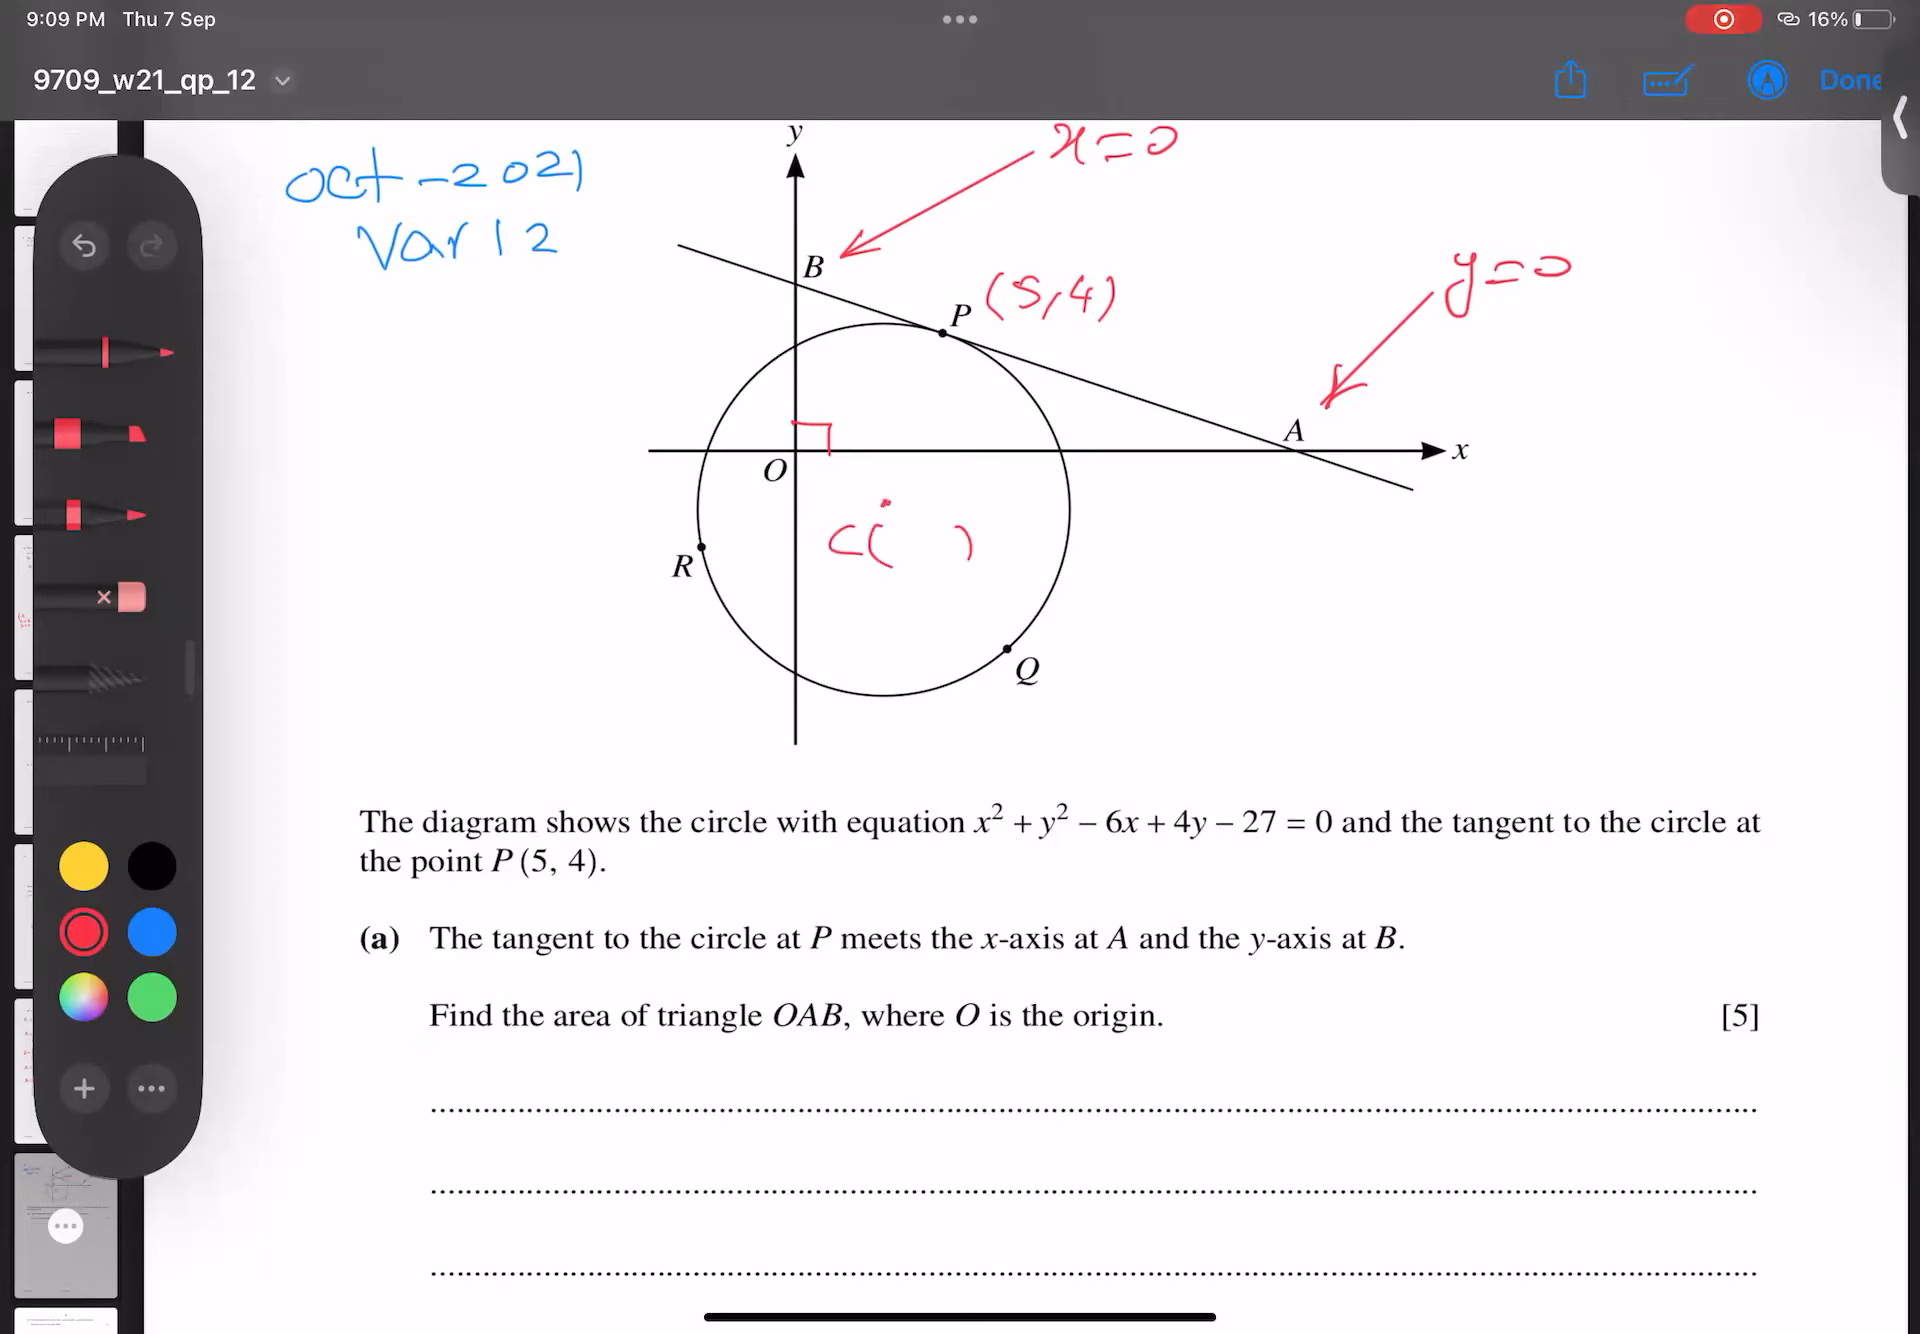 9:09 PM Thu 7 Sep
16%
9709_w21_qp_12
Done
oct-2021
Var 12
y
x=0
B
y=0
P (5,4)
A
x
O
C( )
R
Q
The diagram shows the circle with equation x² + y² − 6x + 4y − 27 = 0 and the tangent to the circle at
the point P (5, 4).
(a) The tangent to the circle at P meets the x-axis at A and the y-axis at B.
Find the area of triangle OAB, where O is the origin. [5]